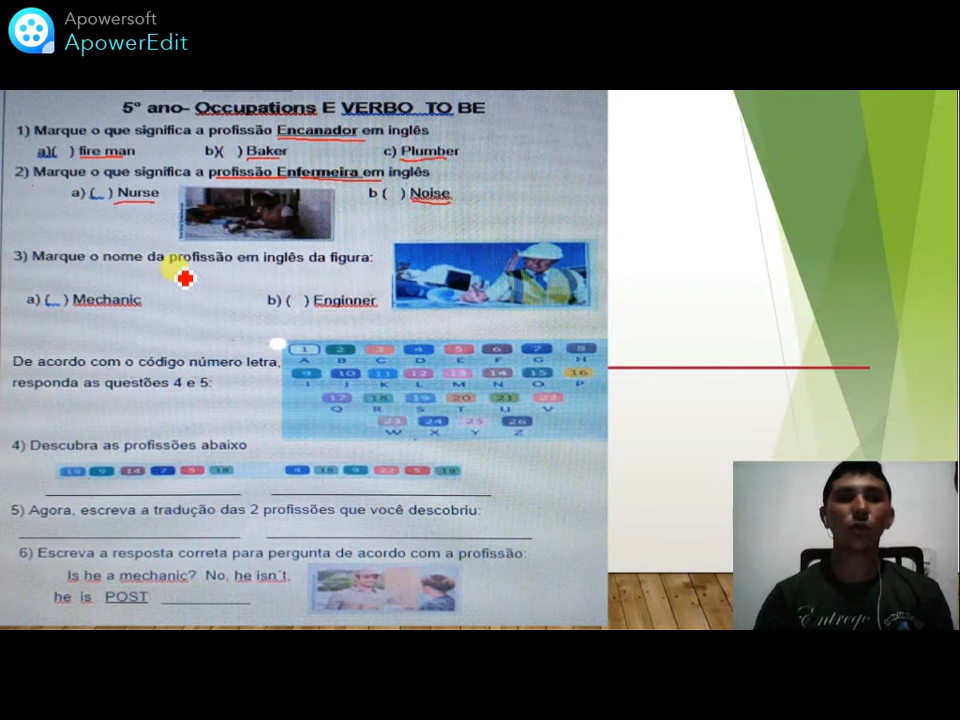 Apowersoft
ApowerEdit
5º ano- Occupations E VERBO TO BE
1) Marque o que significa a profissão Encanador em inglês
a)( ) fire man b)( ) Baker c) Plumber
2) Marque o que significa a profissão Enfermeira em inglês
a) ( ) Nurse b ( ) Noise
3) Marque o nome da profissão em inglês da figura:
a) ( ) Mechanic b) ( ) Enginner
De acordo com o código número letra,
responda as questões 4 e 5:
1 2 3 4 5 6 7 8
A B C D E F G H
9 10 11 12 13 14 15 16
I J K L M N O P
17 18 19 20 21 22
Q R S T U V
23 24 25 26
W X Y Z
4) Descubra as profissões abaixo
19 9 14 7 5 18 4 18 9 22 5 18
5) Agora, escreva a tradução das 2 profissões que você descobriu:
6) Escreva a resposta correta para pergunta de acordo com a profissão:
Is he a mechanic? No, he isn´t.
he is POST
Entrego